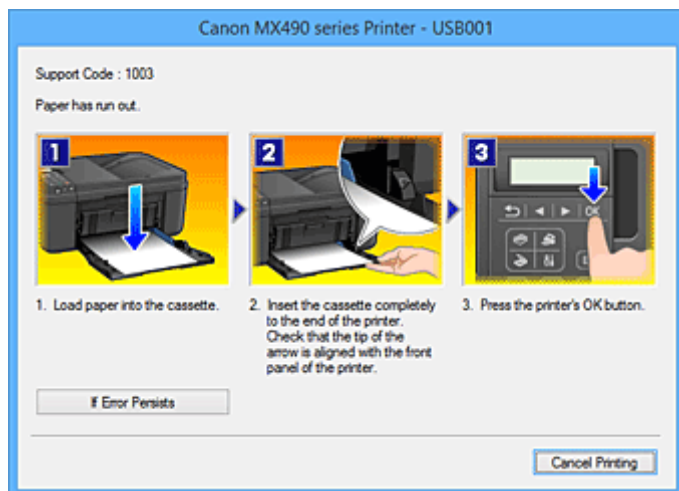 Canon MX490 series Printer - USB001
Support Code : 1003
Paper has run out.
1
2
3
OK
1. Load paper into the cassette.
2. Insert the cassette completely
to the end of the printer.
Check that the tip of the
arrow is aligned with the front
panel of the printer.
3. Press the printer's OK button.
If Error Persists
Cancel Printing